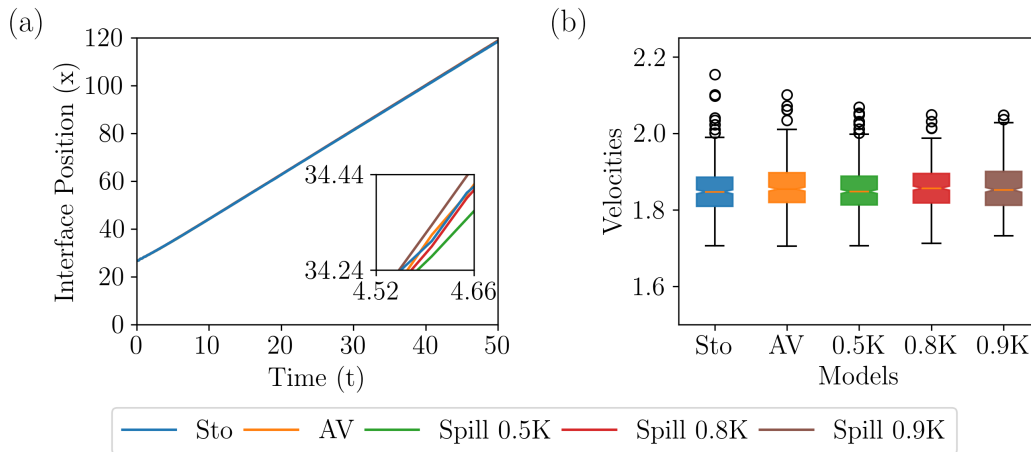 (a)
(b)
Interface Position (x)
120
100
80
60
40
20
0
34.44
34.24
4.52 4.66
0 10 20 30 40 50
Time (t)
Velocities
2.2
2.0
1.8
1.6
Sto AV 0.5K 0.8K 0.9K
Models
Sto AV Spill 0.5K Spill 0.8K Spill 0.9K